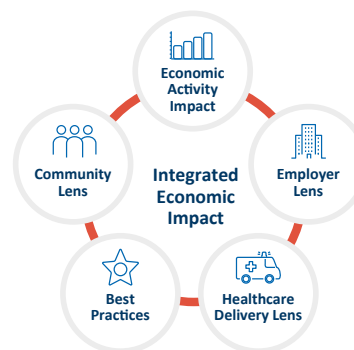 Economic
Activity
Impact
Community
Lens
Integrated
Economic
Impact
Employer
Lens
Best
Practices
Healthcare
Delivery Lens